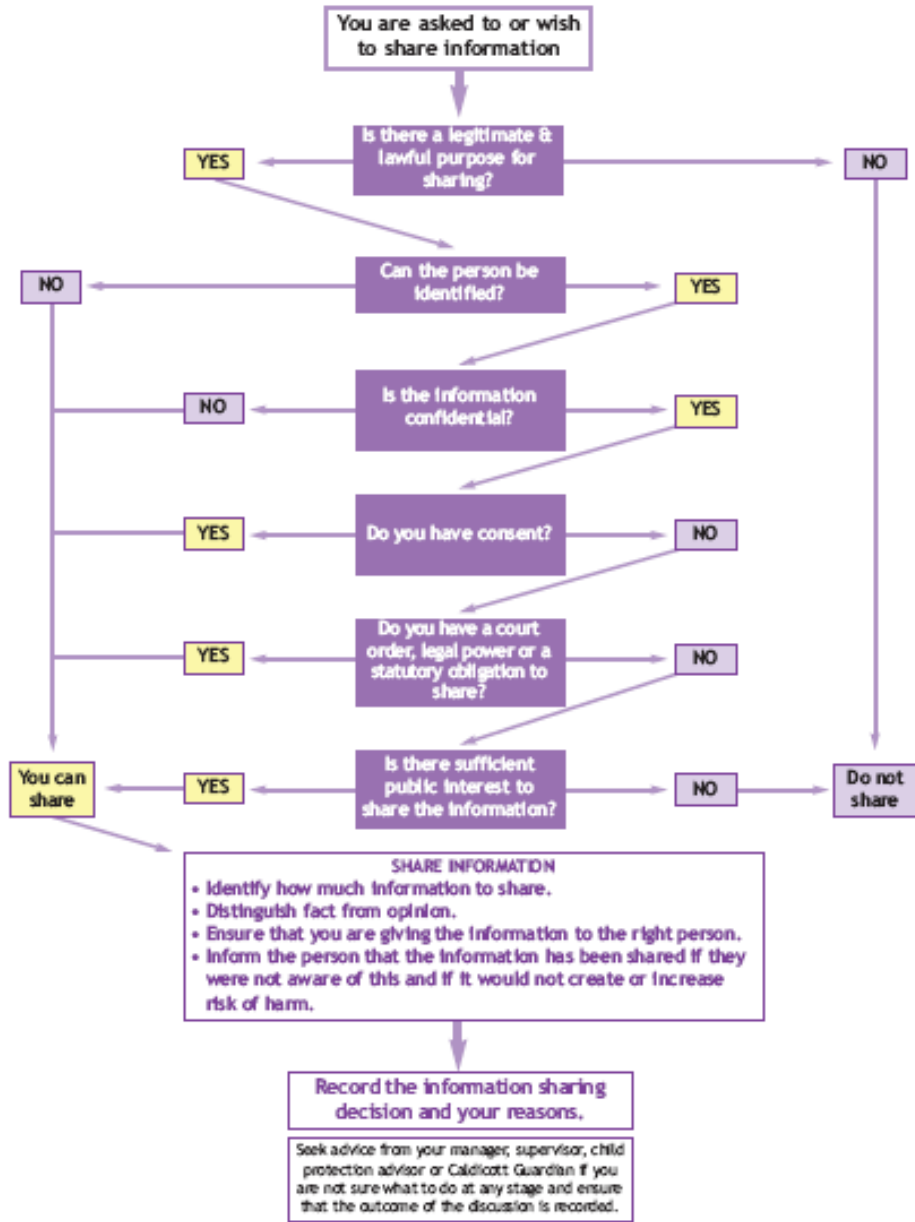 You are asked to or wish
to share information
Is there a legitimate &
lawful purpose for
sharing?
YES
NO
Can the person be
identified?
NO
YES
Is the information
confidential?
NO
YES
Do you have consent?
YES
NO
Do you have a court
order, legal power or a
statutory obligation to
share?
YES
NO
Is there sufficient
public interest to
share the information?
You can
share
YES
NO
Do not
share
SHARE INFORMATION
• Identify how much information to share.
• Distinguish fact from opinion.
• Ensure that you are giving the information to the right person.
• Inform the person that the information has been shared if they
were not aware of this and if it would not create or increase
risk of harm.
Record the information sharing
decision and your reasons.
Seek advice from your manager, supervisor, child
protection advisor or Caldicott Guardian if you
are not sure what to do at any stage and ensure
that the outcome of the discussion is recorded.